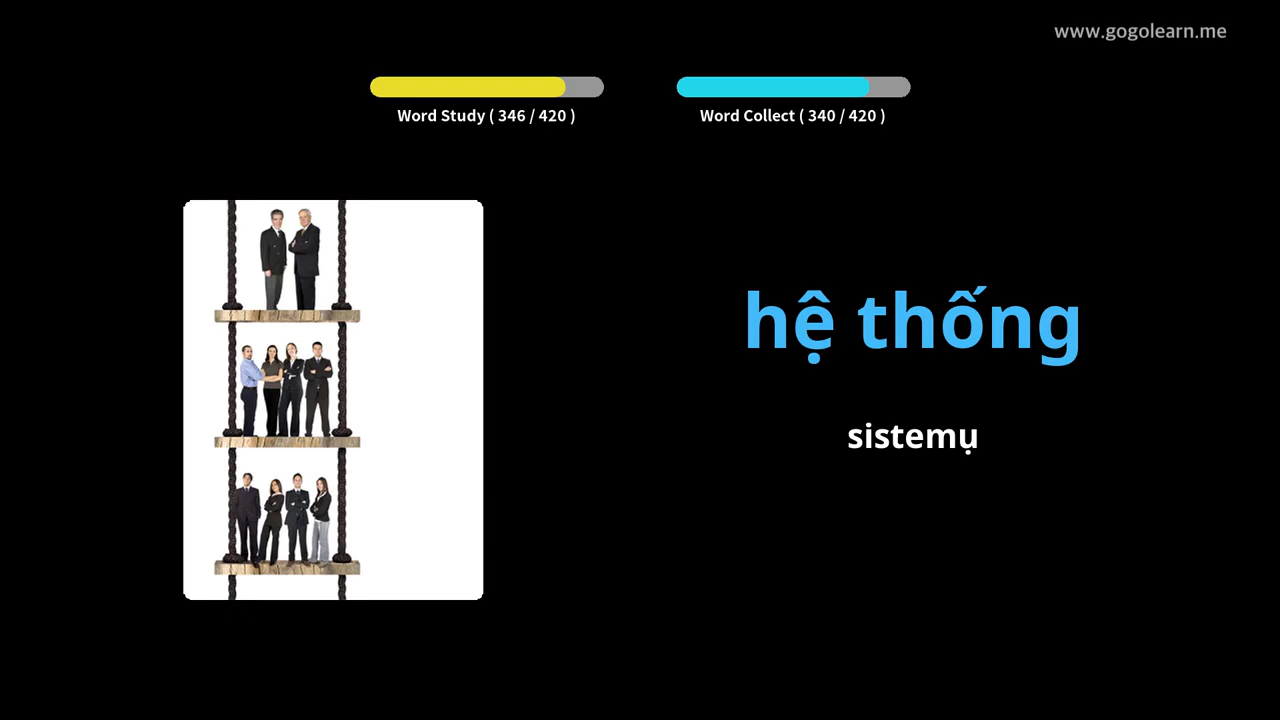 www.gogolearn.me
Word Study ( 346 / 420 )
Word Collect ( 340 / 420 )
hệ thống
sistemụ